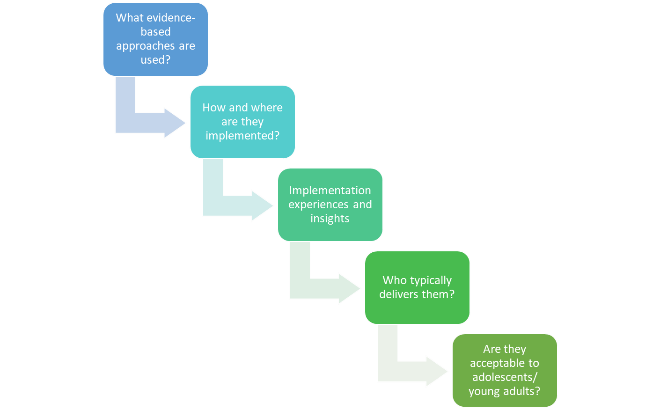 What evidence-
based
approaches are
used?
How and where
are they
implemented?
Implementation
experiences and
insights
Who typically
delivers them?
Are they
acceptable to
adolescents/
young adults?